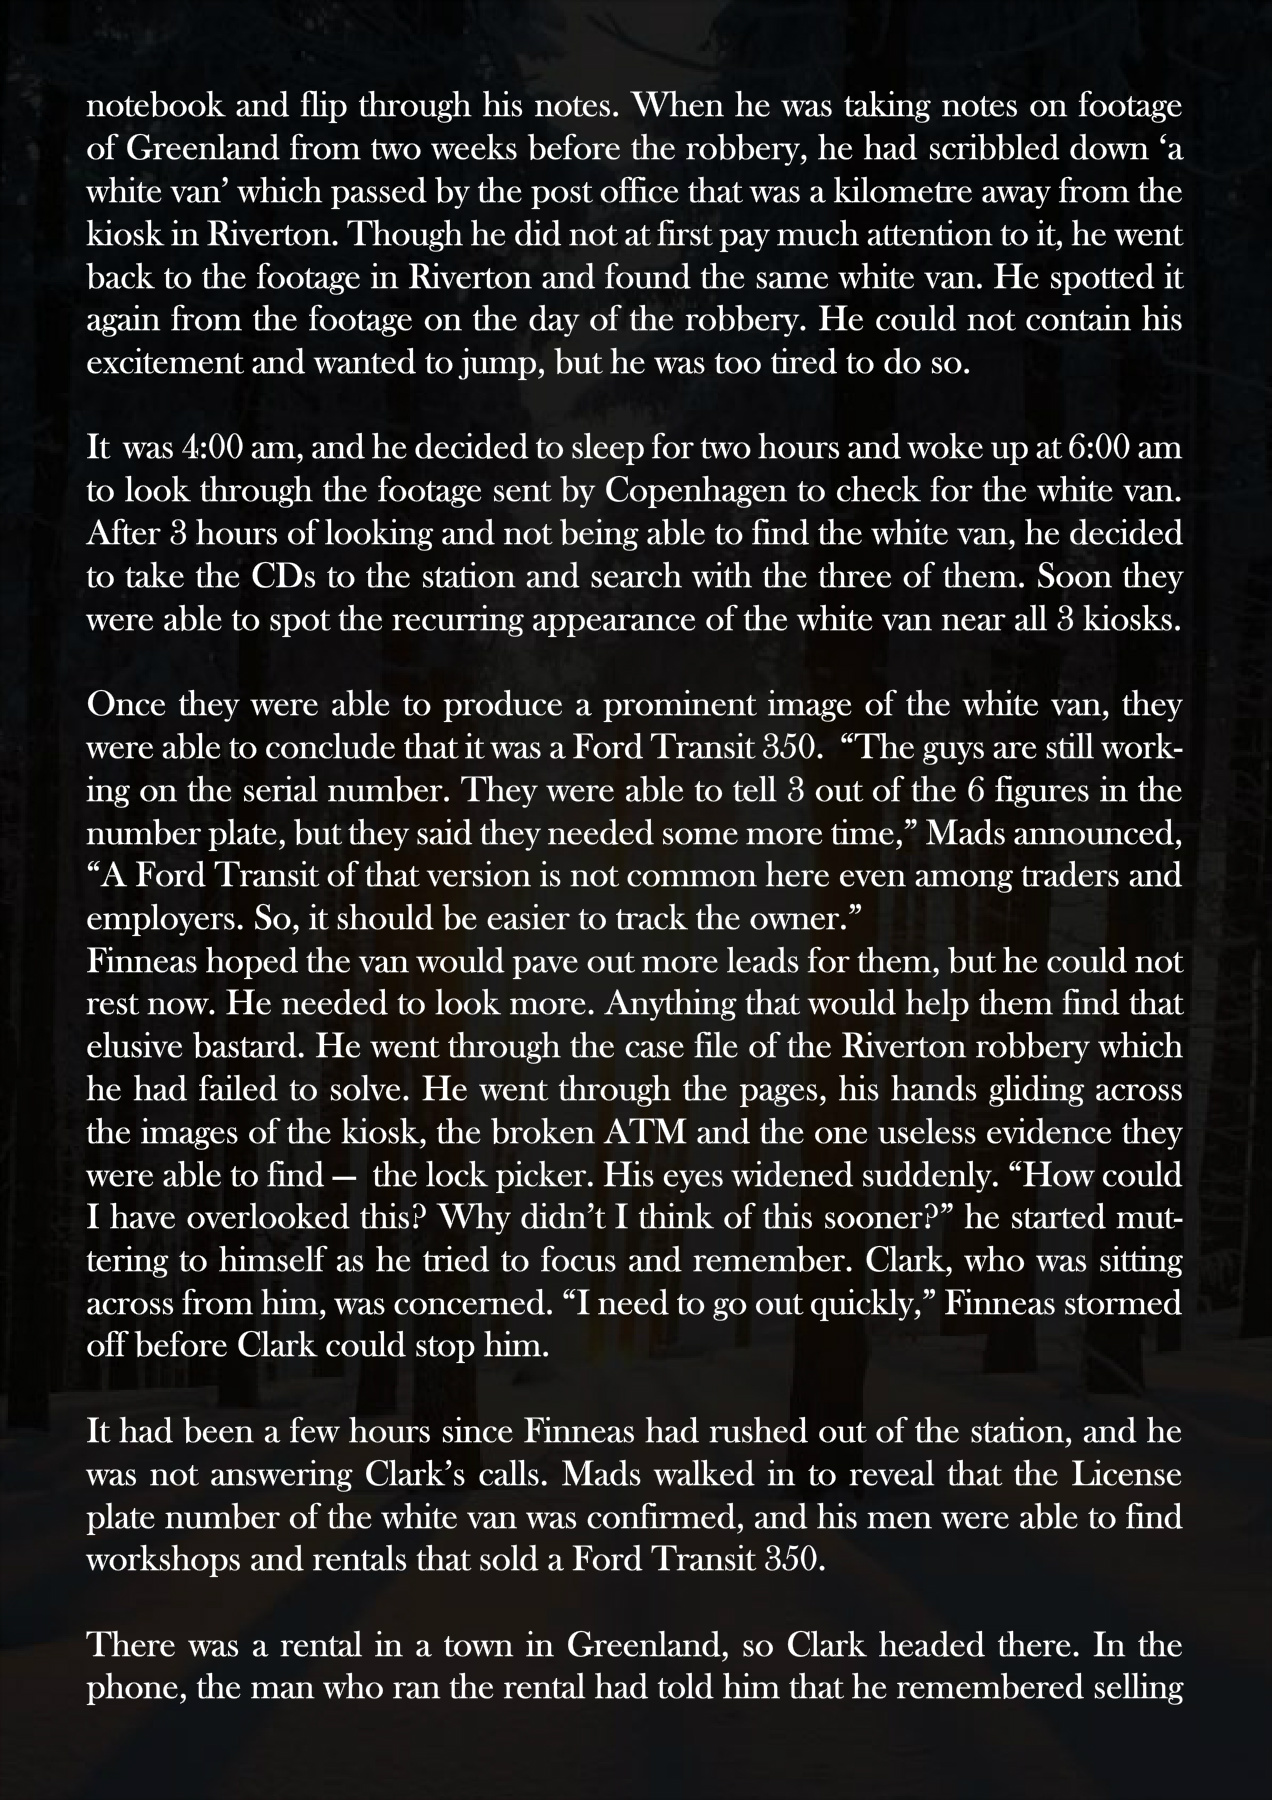 notebook and flip through his notes. When he was taking notes on footage
of Greenland from two weeks before the robbery, he had scribbled down ‘a
white van’ which passed by the post office that was a kilometre away from the
kiosk in Riverton. Though he did not at first pay much attention to it, he went
back to the footage in Riverton and found the same white van. He spotted it
again from the footage on the day of the robbery. He could not contain his
excitement and wanted to jump, but he was too tired to do so.

It was 4:00 am, and he decided to sleep for two hours and woke up at 6:00 am
to look through the footage sent by Copenhagen to check for the white van.
After 3 hours of looking and not being able to find the white van, he decided
to take the CDs to the station and search with the three of them. Soon they
were able to spot the recurring appearance of the white van near all 3 kiosks.

Once they were able to produce a prominent image of the white van, they
were able to conclude that it was a Ford Transit 350. “The guys are still work-
ing on the serial number. They were able to tell 3 out of the 6 figures in the
number plate, but they said they needed some more time,” Mads announced,
“A Ford Transit of that version is not common here even among traders and
employers. So, it should be easier to track the owner.”
Finneas hoped the van would pave out more leads for them, but he could not
rest now. He needed to look more. Anything that would help them find that
elusive bastard. He went through the case file of the Riverton robbery which
he had failed to solve. He went through the pages, his hands gliding across
the images of the kiosk, the broken ATM and the one useless evidence they
were able to find — the lock picker. His eyes widened suddenly. “How could
I have overlooked this? Why didn’t I think of this sooner?” he started mut-
tering to himself as he tried to focus and remember. Clark, who was sitting
across from him, was concerned. “I need to go out quickly,” Finneas stormed
off before Clark could stop him.

It had been a few hours since Finneas had rushed out of the station, and he
was not answering Clark’s calls. Mads walked in to reveal that the License
plate number of the white van was confirmed, and his men were able to find
workshops and rentals that sold a Ford Transit 350.

There was a rental in a town in Greenland, so Clark headed there. In the
phone, the man who ran the rental had told him that he remembered selling